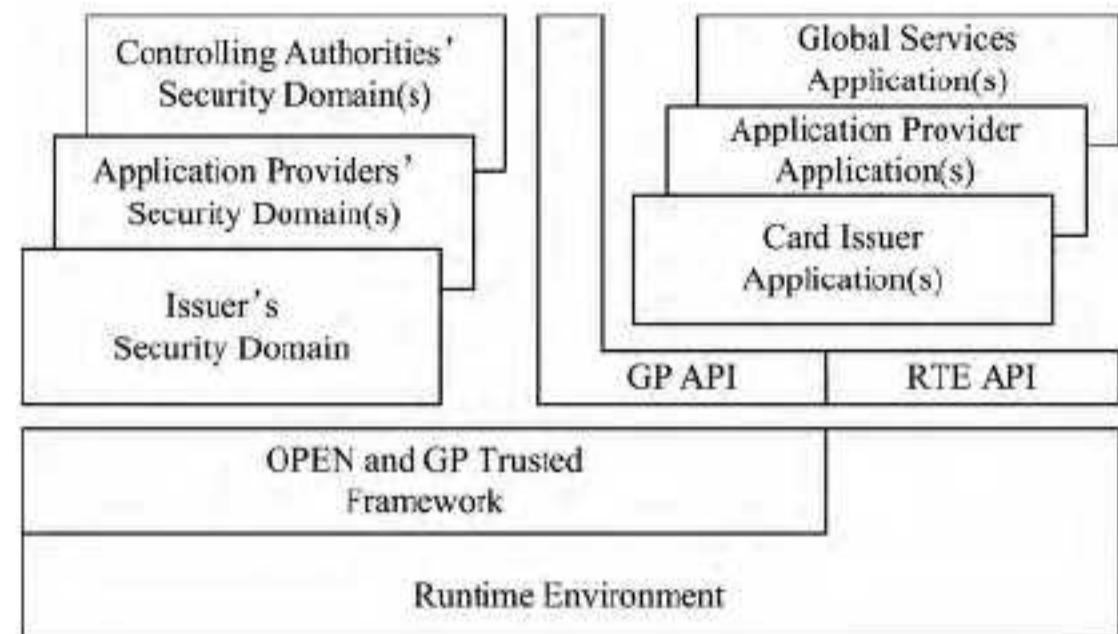 Controlling Authorities’
Security Domain(s)
Application Providers’
Security Domain(s)
Issuer’s
Security Domain
Global Services
Application(s)
Application Provider
Application(s)
Card Issuer
Application(s)
GP API
RTE API
OPEN and GP Trusted
Framework
Runtime Environment